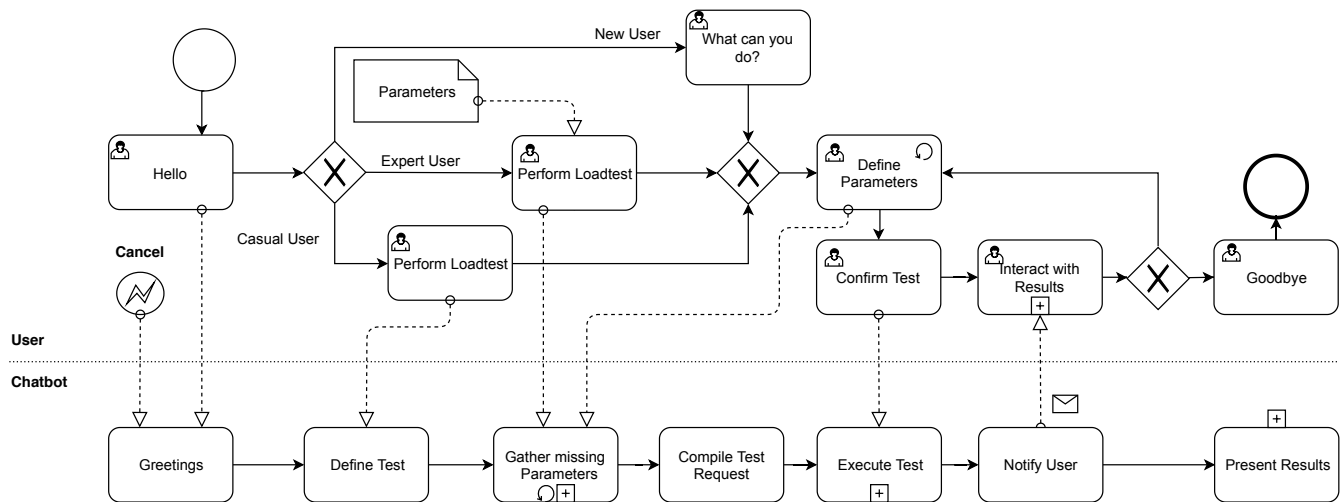 New User
What can you
do?
Parameters
Hello
Expert User
Perform Loadtest
Define
Parameters
Casual User
Perform Loadtest
Cancel
Confirm Test
Interact with
Results
Goodbye
User
Chatbot
Greetings
Define Test
Gather missing
Parameters
Compile Test
Request
Execute Test
Notify User
Present Results